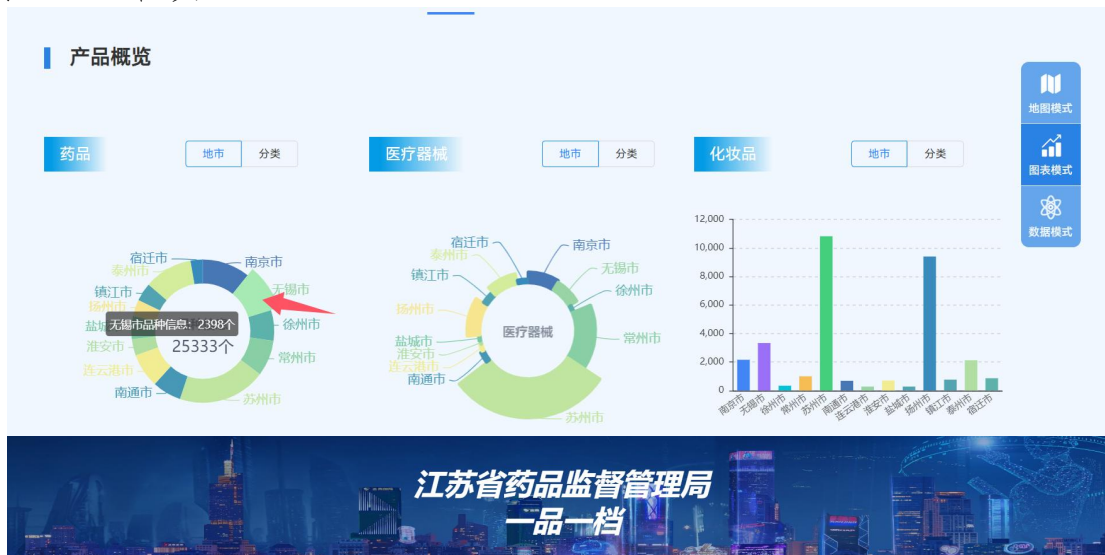 产品概览
地图模式
图表模式
数据模式
药品
地市 分类
医疗器械
地市 分类
化妆品
地市 分类
宿迁市
南京市
泰州市
无锡市
镇江市
扬州市
徐州市
盐城
无锡市品种信息：2398个
25333个
淮安市
常州市
连云港市
南通市
苏州市
宿迁市
南京市
泰州市
无锡市
镇江市
徐州市
扬州市
医疗器械
盐城市
常州市
淮安市
连云港市
南通市
苏州市
12,000
10,000
8,000
6,000
4,000
2,000
0
南京市 无锡市 徐州市 常州市 苏州市 南通市 连云港市 淮安市 盐城市 扬州市 镇江市 泰州市 宿迁市
江苏省药品监督管理局
一品一档